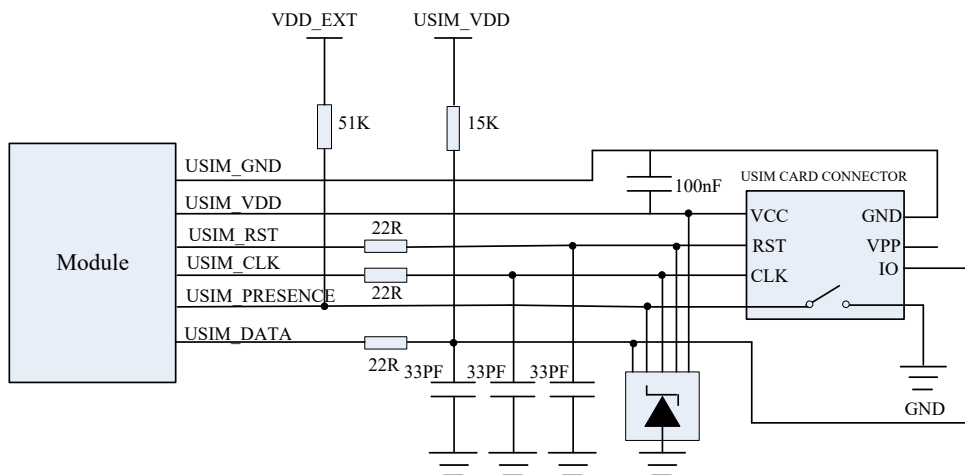 VDD_EXT USIM_VDD
51K 15K
USIM_GND
100nF
USIM CARD CONNECTOR
USIM_VDD
VCC GND
22R
USIM_RST
RST VPP
Module
USIM_CLK
CLK IO
22R
USIM_PRESENCE
USIM_DATA
22R
33PF 33PF 33PF
GND